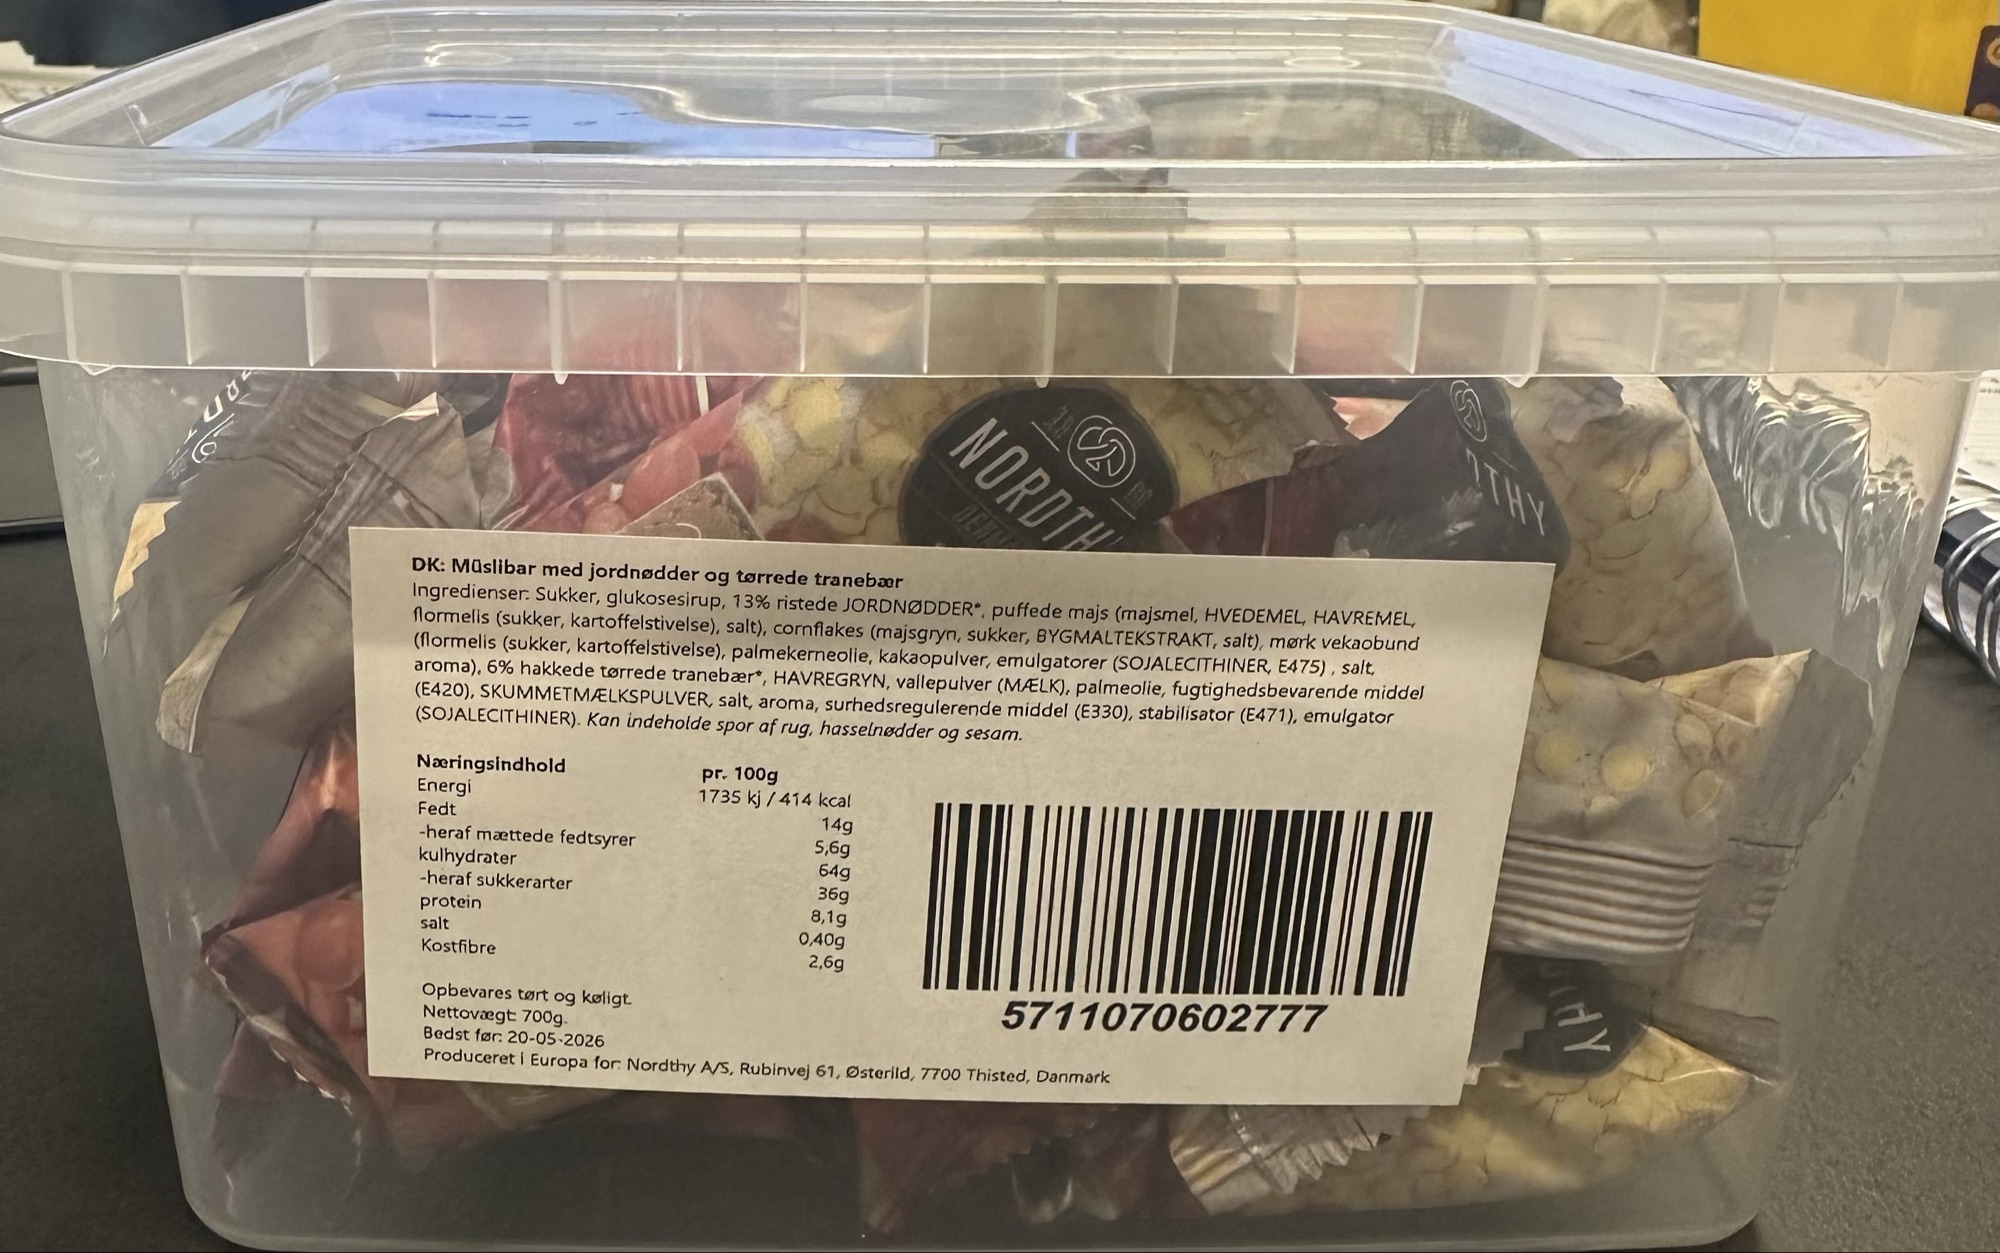 NORDTH
THY
THY
DK: Müslibar med jordnødder og tørrede tranebær
Ingredienser: Sukker, glukosesirup, 13% ristede JORDNØDDER*, puffede majs (majsmel, HVEDEMEL, HAVREMEL,
flormelis (sukker, kartoffelstivelse), salt), cornflakes (majsgryn, sukker, BYGMALTEKSTRAKT, salt), mørk vekaobund
(flormelis (sukker, kartoffelstivelse), palmekerneolie, kakaopulver, emulgatorer (SOJALECITHINER, E475) , salt,
aroma), 6% hakkede tørrede tranebær*, HAVREGRYN, vallepulver (MÆLK), palmeolie, fugtighedsbevarende middel
(E420), SKUMMETMÆLKSPULVER, salt, aroma, surhedsregulerende middel (E330), stabilisator (E471), emulgator
(SOJALECITHINER). Kan indeholde spor af rug, hasselnødder og sesam.
Næringsindhold pr. 100g
Energi 1735 kj / 414 kcal
Fedt 14g
-heraf mættede fedtsyrer 5,6g
kulhydrater 64g
-heraf sukkerarter 36g
protein 8,1g
salt 0,40g
Kostfibre 2,6g
5711070602777
Opbevares tørt og køligt.
Nettovægt: 700g.
Bedst før: 20-05-2026
Produceret i Europa for: Nordthy A/S, Rubinvej 61, Østerild, 7700 Thisted, Danmark